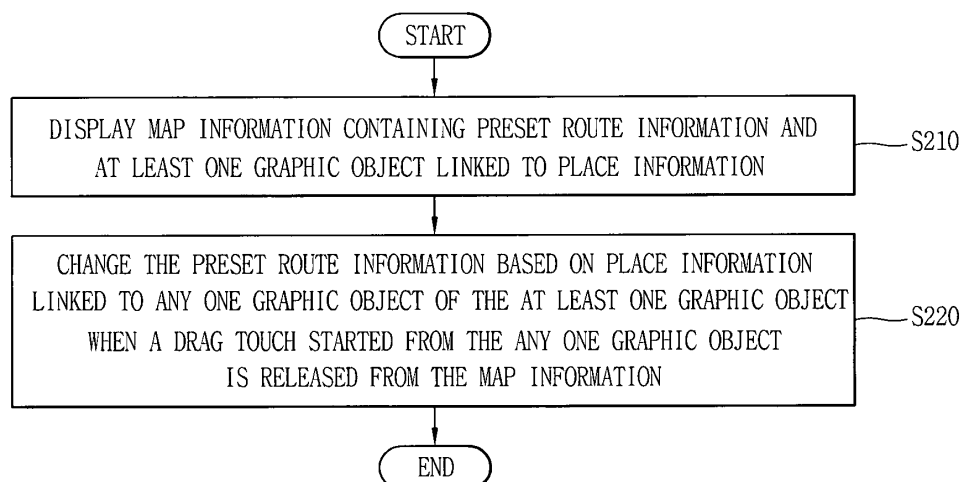 START
DISPLAY MAP INFORMATION CONTAINING PRESET ROUTE INFORMATION AND
AT LEAST ONE GRAPHIC OBJECT LINKED TO PLACE INFORMATION
S210
CHANGE THE PRESET ROUTE INFORMATION BASED ON PLACE INFORMATION
LINKED TO ANY ONE GRAPHIC OBJECT OF THE AT LEAST ONE GRAPHIC OBJECT
WHEN A DRAG TOUCH STARTED FROM THE ANY ONE GRAPHIC OBJECT
IS RELEASED FROM THE MAP INFORMATION
S220
END